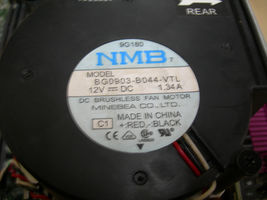 REAR
9G180
NMB 7
MODEL
BG0903-B044-VTL
12V DC 1.34A
DC BRUSHLESS FAN MOTOR
MINEBEA CO., LTD.
C1 MADE IN CHINA
+:RED,-:BLACK